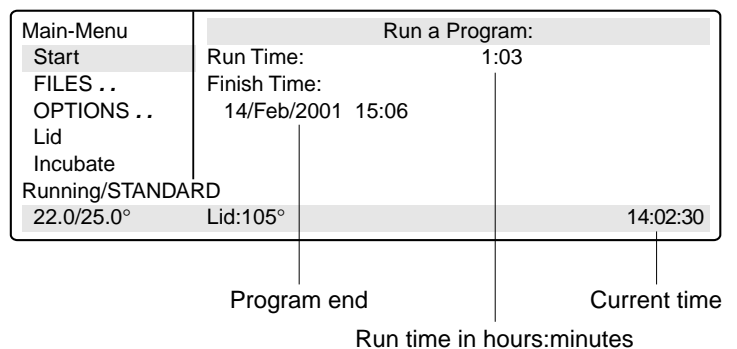 Main-Menu Run a Program:
Start Run Time: 1:03
FILES .. Finish Time:
OPTIONS .. 14/Feb/2001 15:06
Lid
Incubate
Running/STANDARD
22.0/25.0° Lid:105° 14:02:30
Program end Current time
Run time in hours:minutes